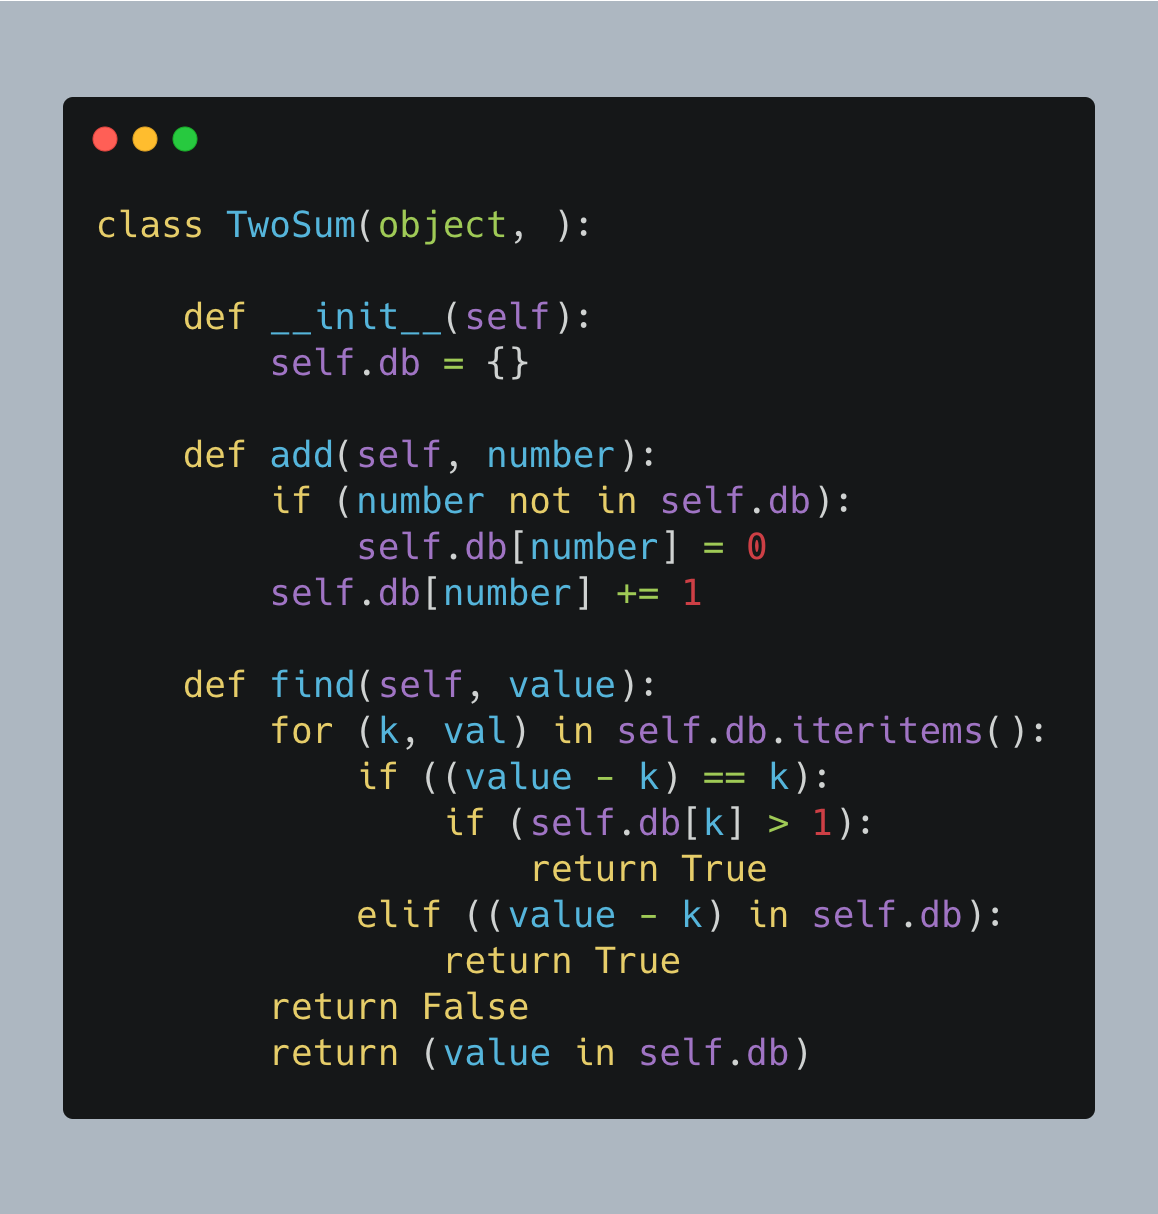 class TwoSum(object, ):

    def __init__(self):
        self.db = {}

    def add(self, number):
        if (number not in self.db):
            self.db[number] = 0
        self.db[number] += 1

    def find(self, value):
        for (k, val) in self.db.iteritems():
            if ((value - k) == k):
                if (self.db[k] > 1):
                    return True
            elif ((value - k) in self.db):
                return True
        return False
        return (value in self.db)